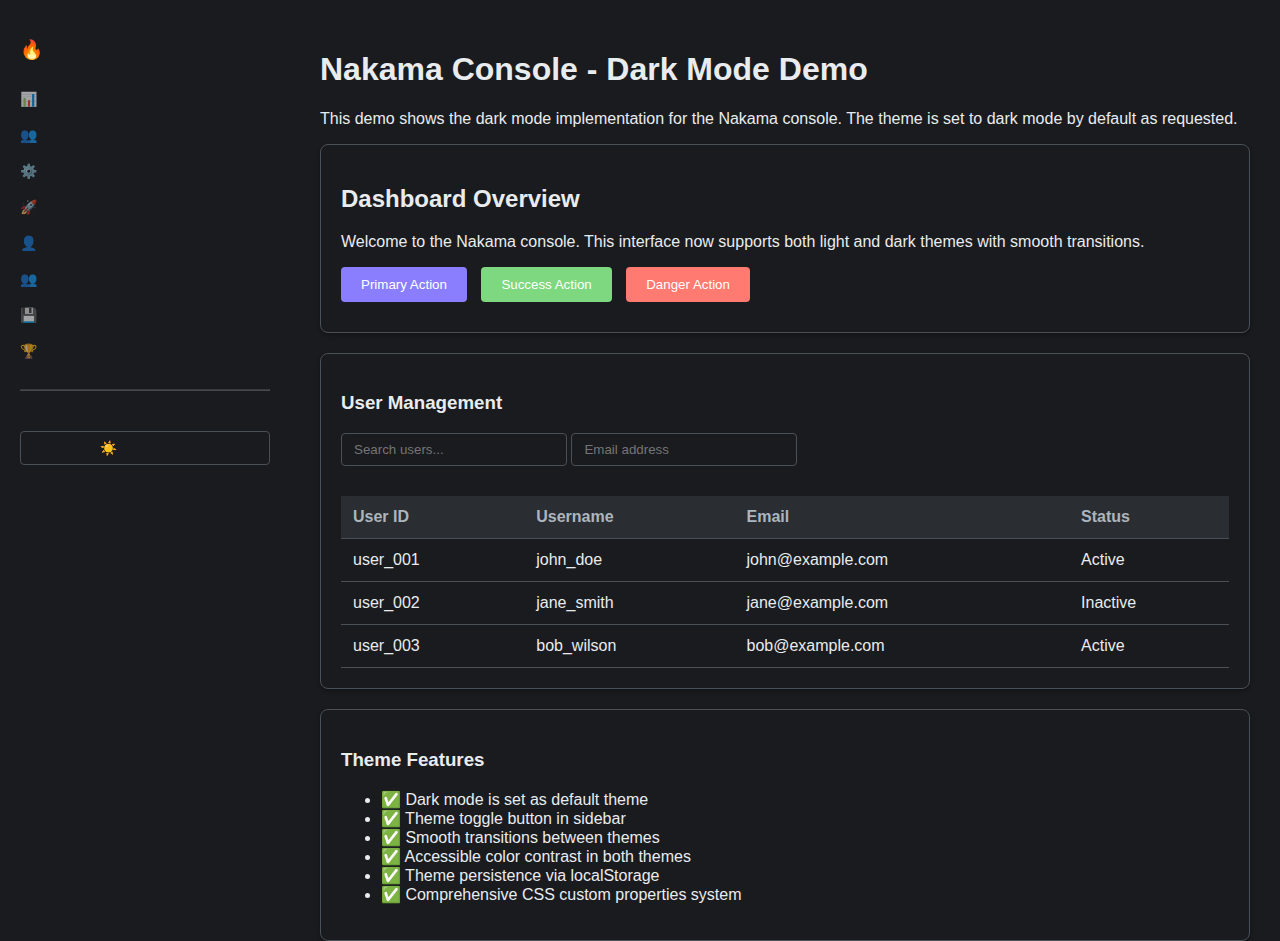 Nakama Console - Dark Mode Demo
This demo shows the dark mode implementation for the Nakama console. The theme is set to dark mode by default as requested.
Dashboard Overview
Welcome to the Nakama console. This interface now supports both light and dark themes with smooth transitions.
Primary Action Success Action Danger Action
User Management
Search users... Email address
User ID Username Email Status
user_001 john_doe john@example.com Active
user_002 jane_smith jane@example.com Inactive
user_003 bob_wilson bob@example.com Active
Theme Features
• ✅ Dark mode is set as default theme
• ✅ Theme toggle button in sidebar
• ✅ Smooth transitions between themes
• ✅ Accessible color contrast in both themes
• ✅ Theme persistence via localStorage
• ✅ Comprehensive CSS custom properties system